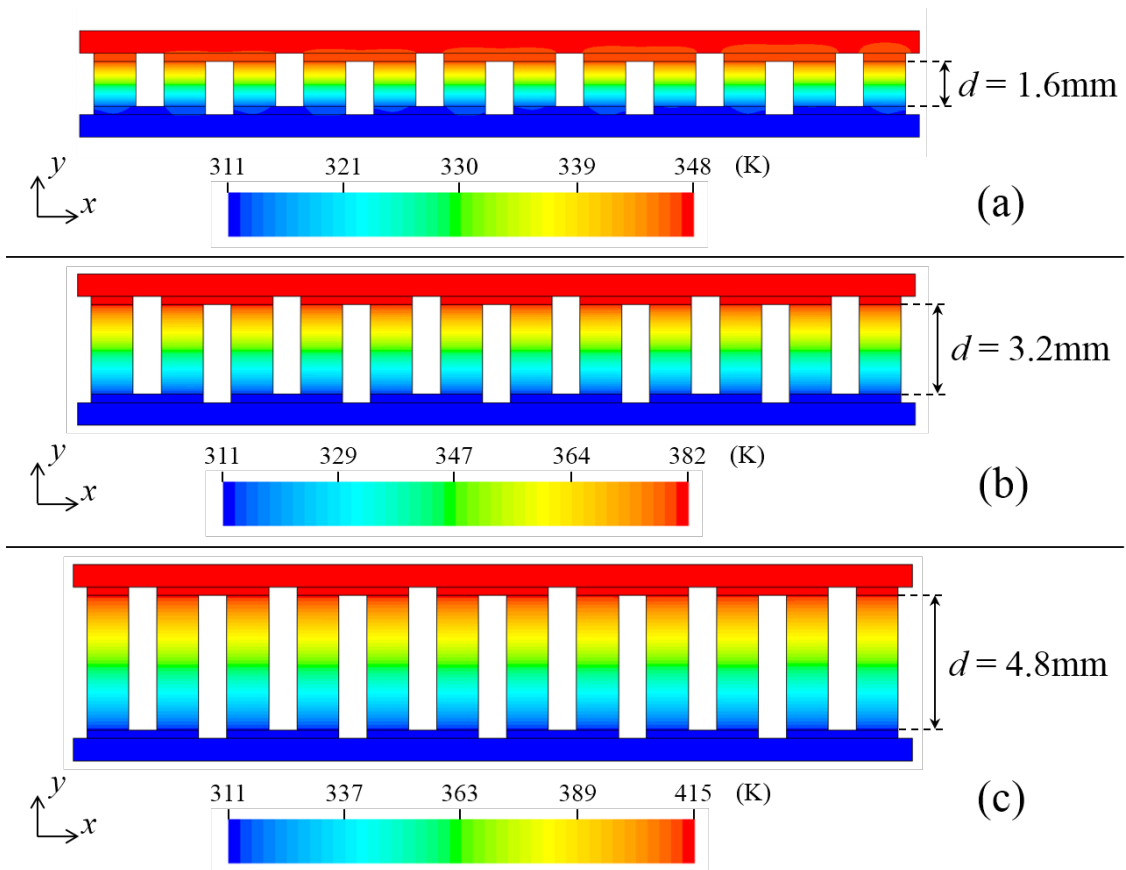 d = 1.6mm
311 321 330 339 348 (K)
y
x
(a)
d = 3.2mm
311 329 347 364 382 (K)
y
x
(b)
d = 4.8mm
311 337 363 389 415 (K)
y
x
(c)